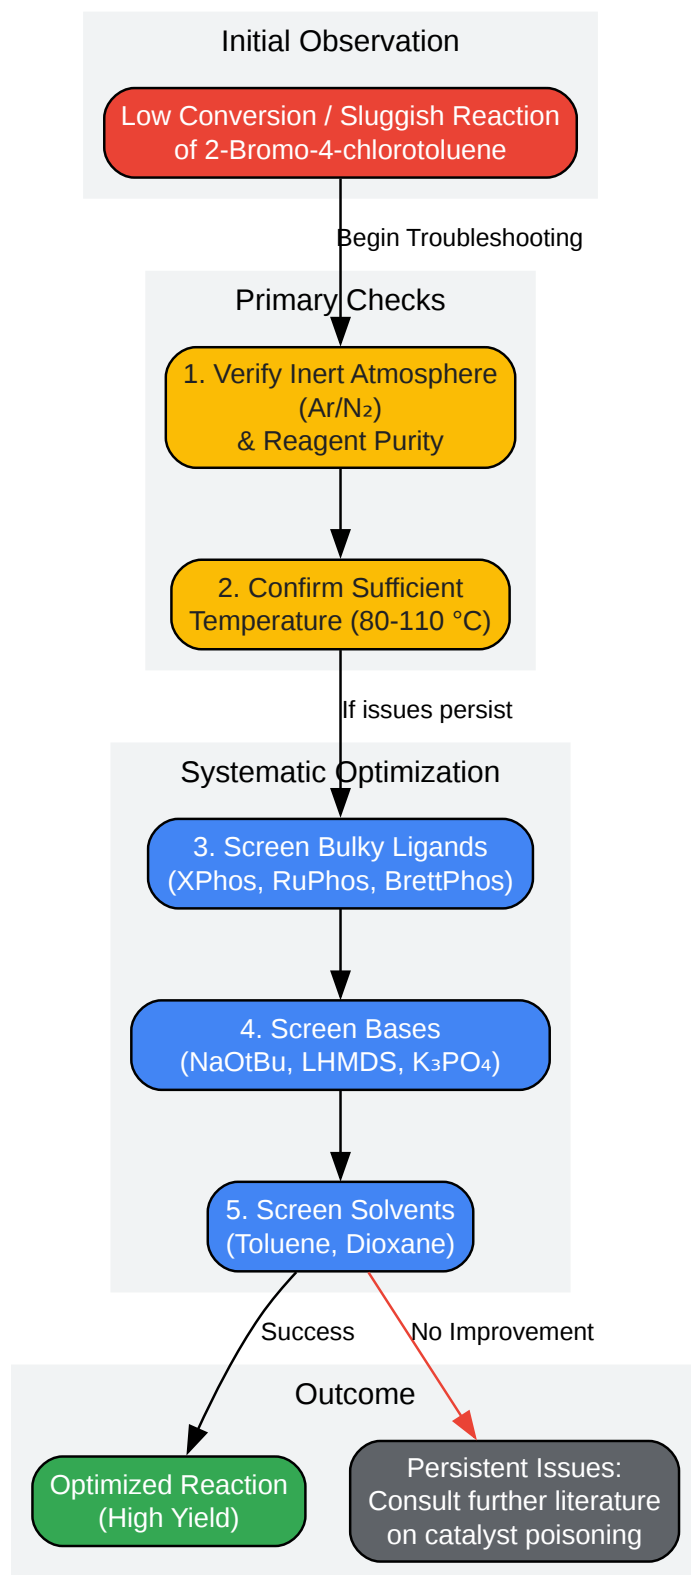 Initial Observation
Low Conversion / Sluggish Reaction
of 2-Bromo-4-chlorotoluene
Begin Troubleshooting
Primary Checks
1. Verify Inert Atmosphere
(Ar/N₂)
& Reagent Purity
2. Confirm Sufficient
Temperature (80-110 °C)
If issues persist
Systematic Optimization
3. Screen Bulky Ligands
(XPhos, RuPhos, BrettPhos)
4. Screen Bases
(NaOtBu, LHMDS, K₃PO₄)
5. Screen Solvents
(Toluene, Dioxane)
Success
No Improvement
Outcome
Optimized Reaction
(High Yield)
Persistent Issues:
Consult further literature
on catalyst poisoning